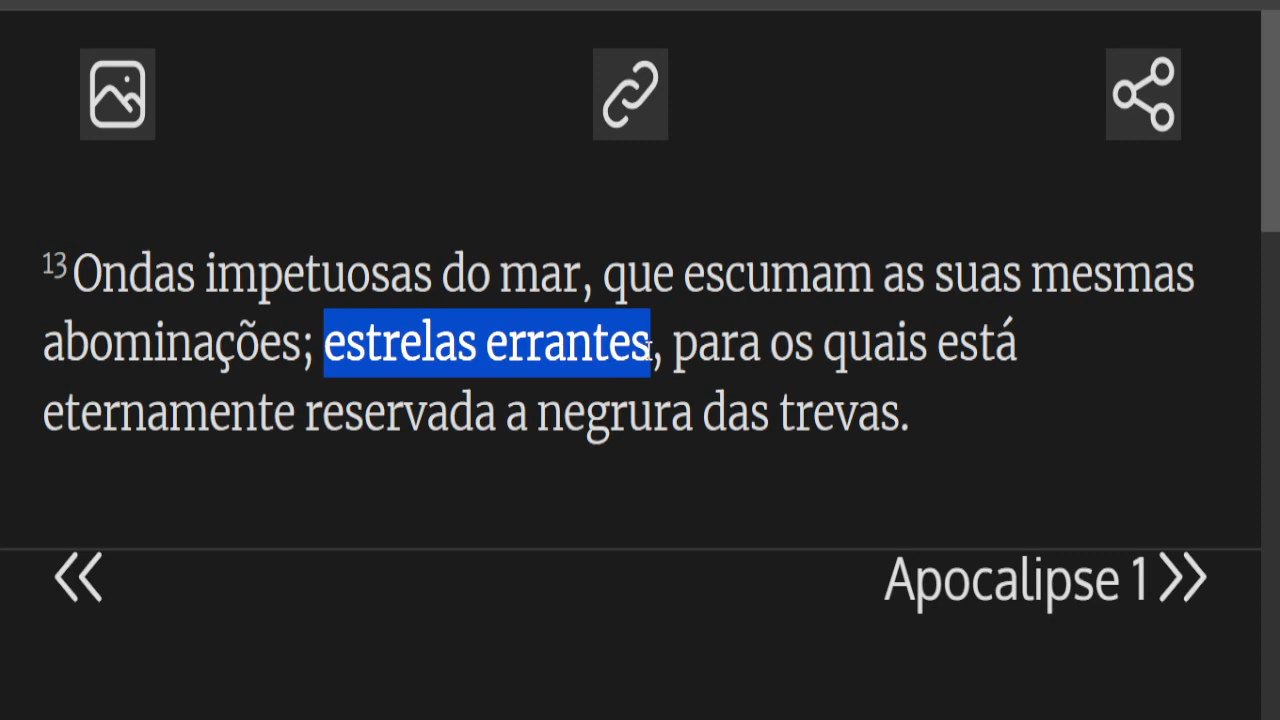 13 Ondas impetuosas do mar, que escumam as suas mesmas
abominações; estrelas errantes, para os quais está
eternamente reservada a negrura das trevas.
Apocalipse 1